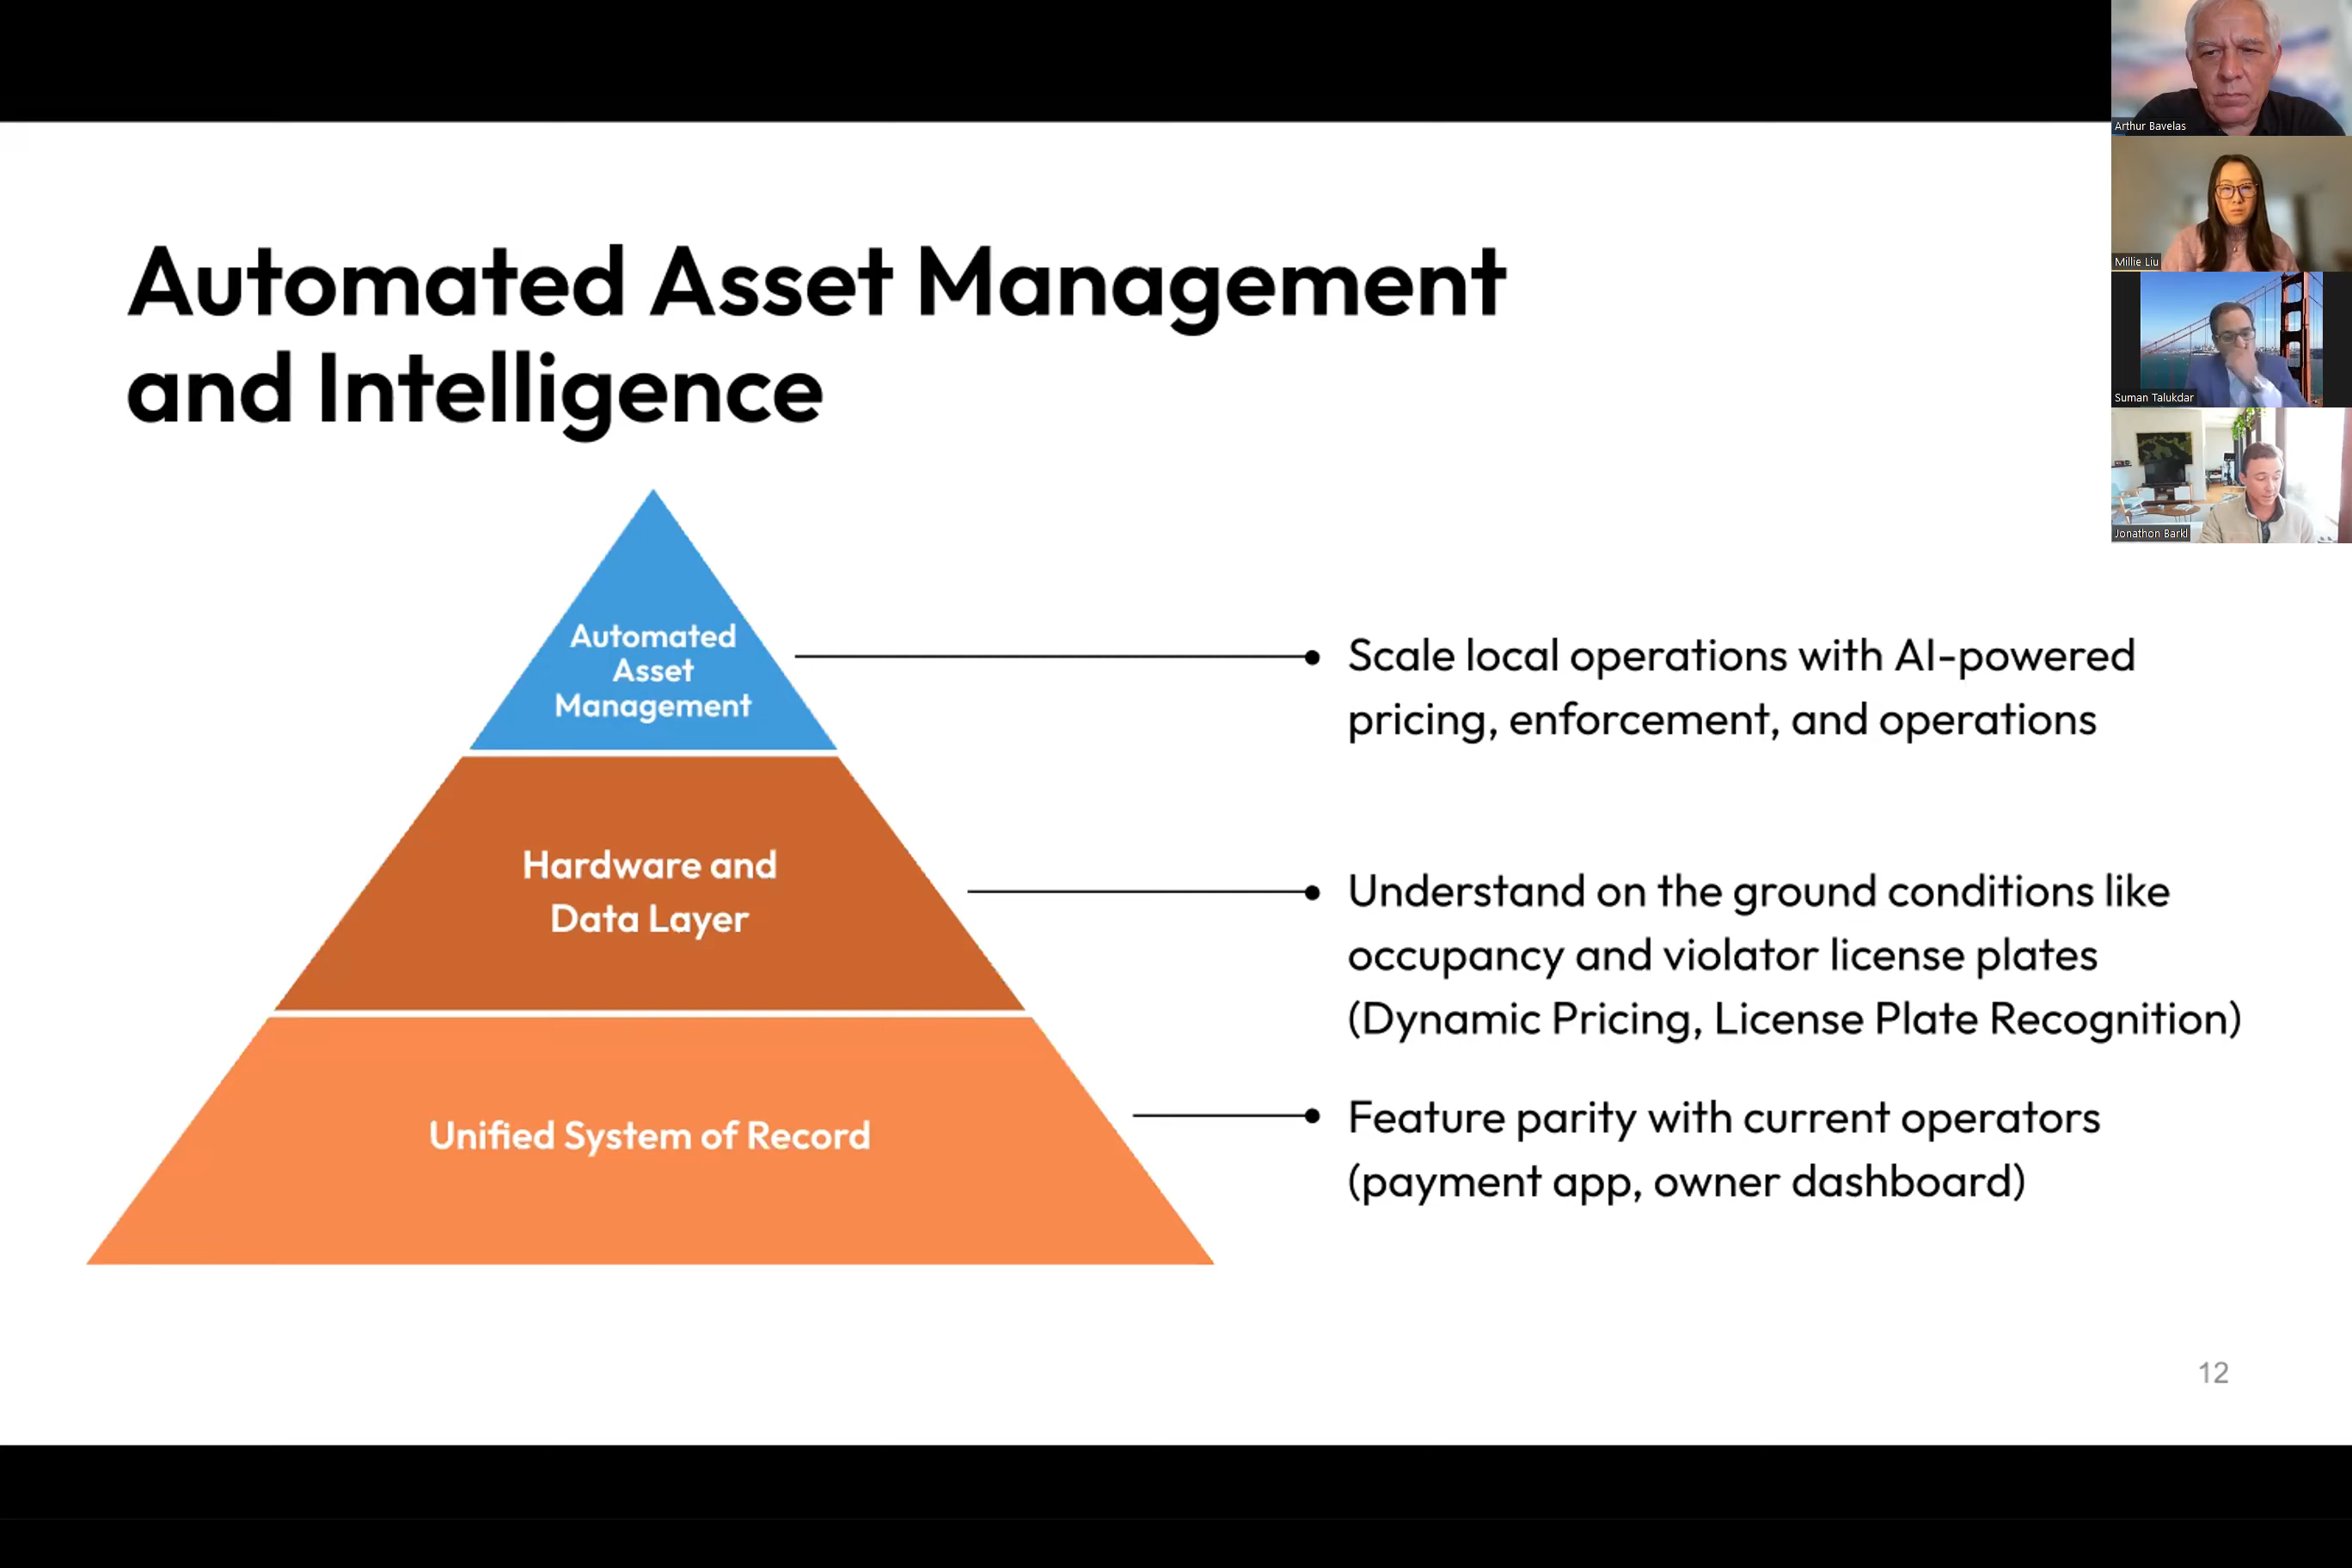 Automated Asset Management
and Intelligence
Automated
Asset
Management
Scale local operations with AI-powered
pricing, enforcement, and operations
Hardware and
Data Layer
Understand on the ground conditions like
occupancy and violator license plates
(Dynamic Pricing, License Plate Recognition)
Unified System of Record
Feature parity with current operators
(payment app, owner dashboard)
12
Arthur Bavelas
Millie Liu
Suman Talukdar
Jonathon Barkl